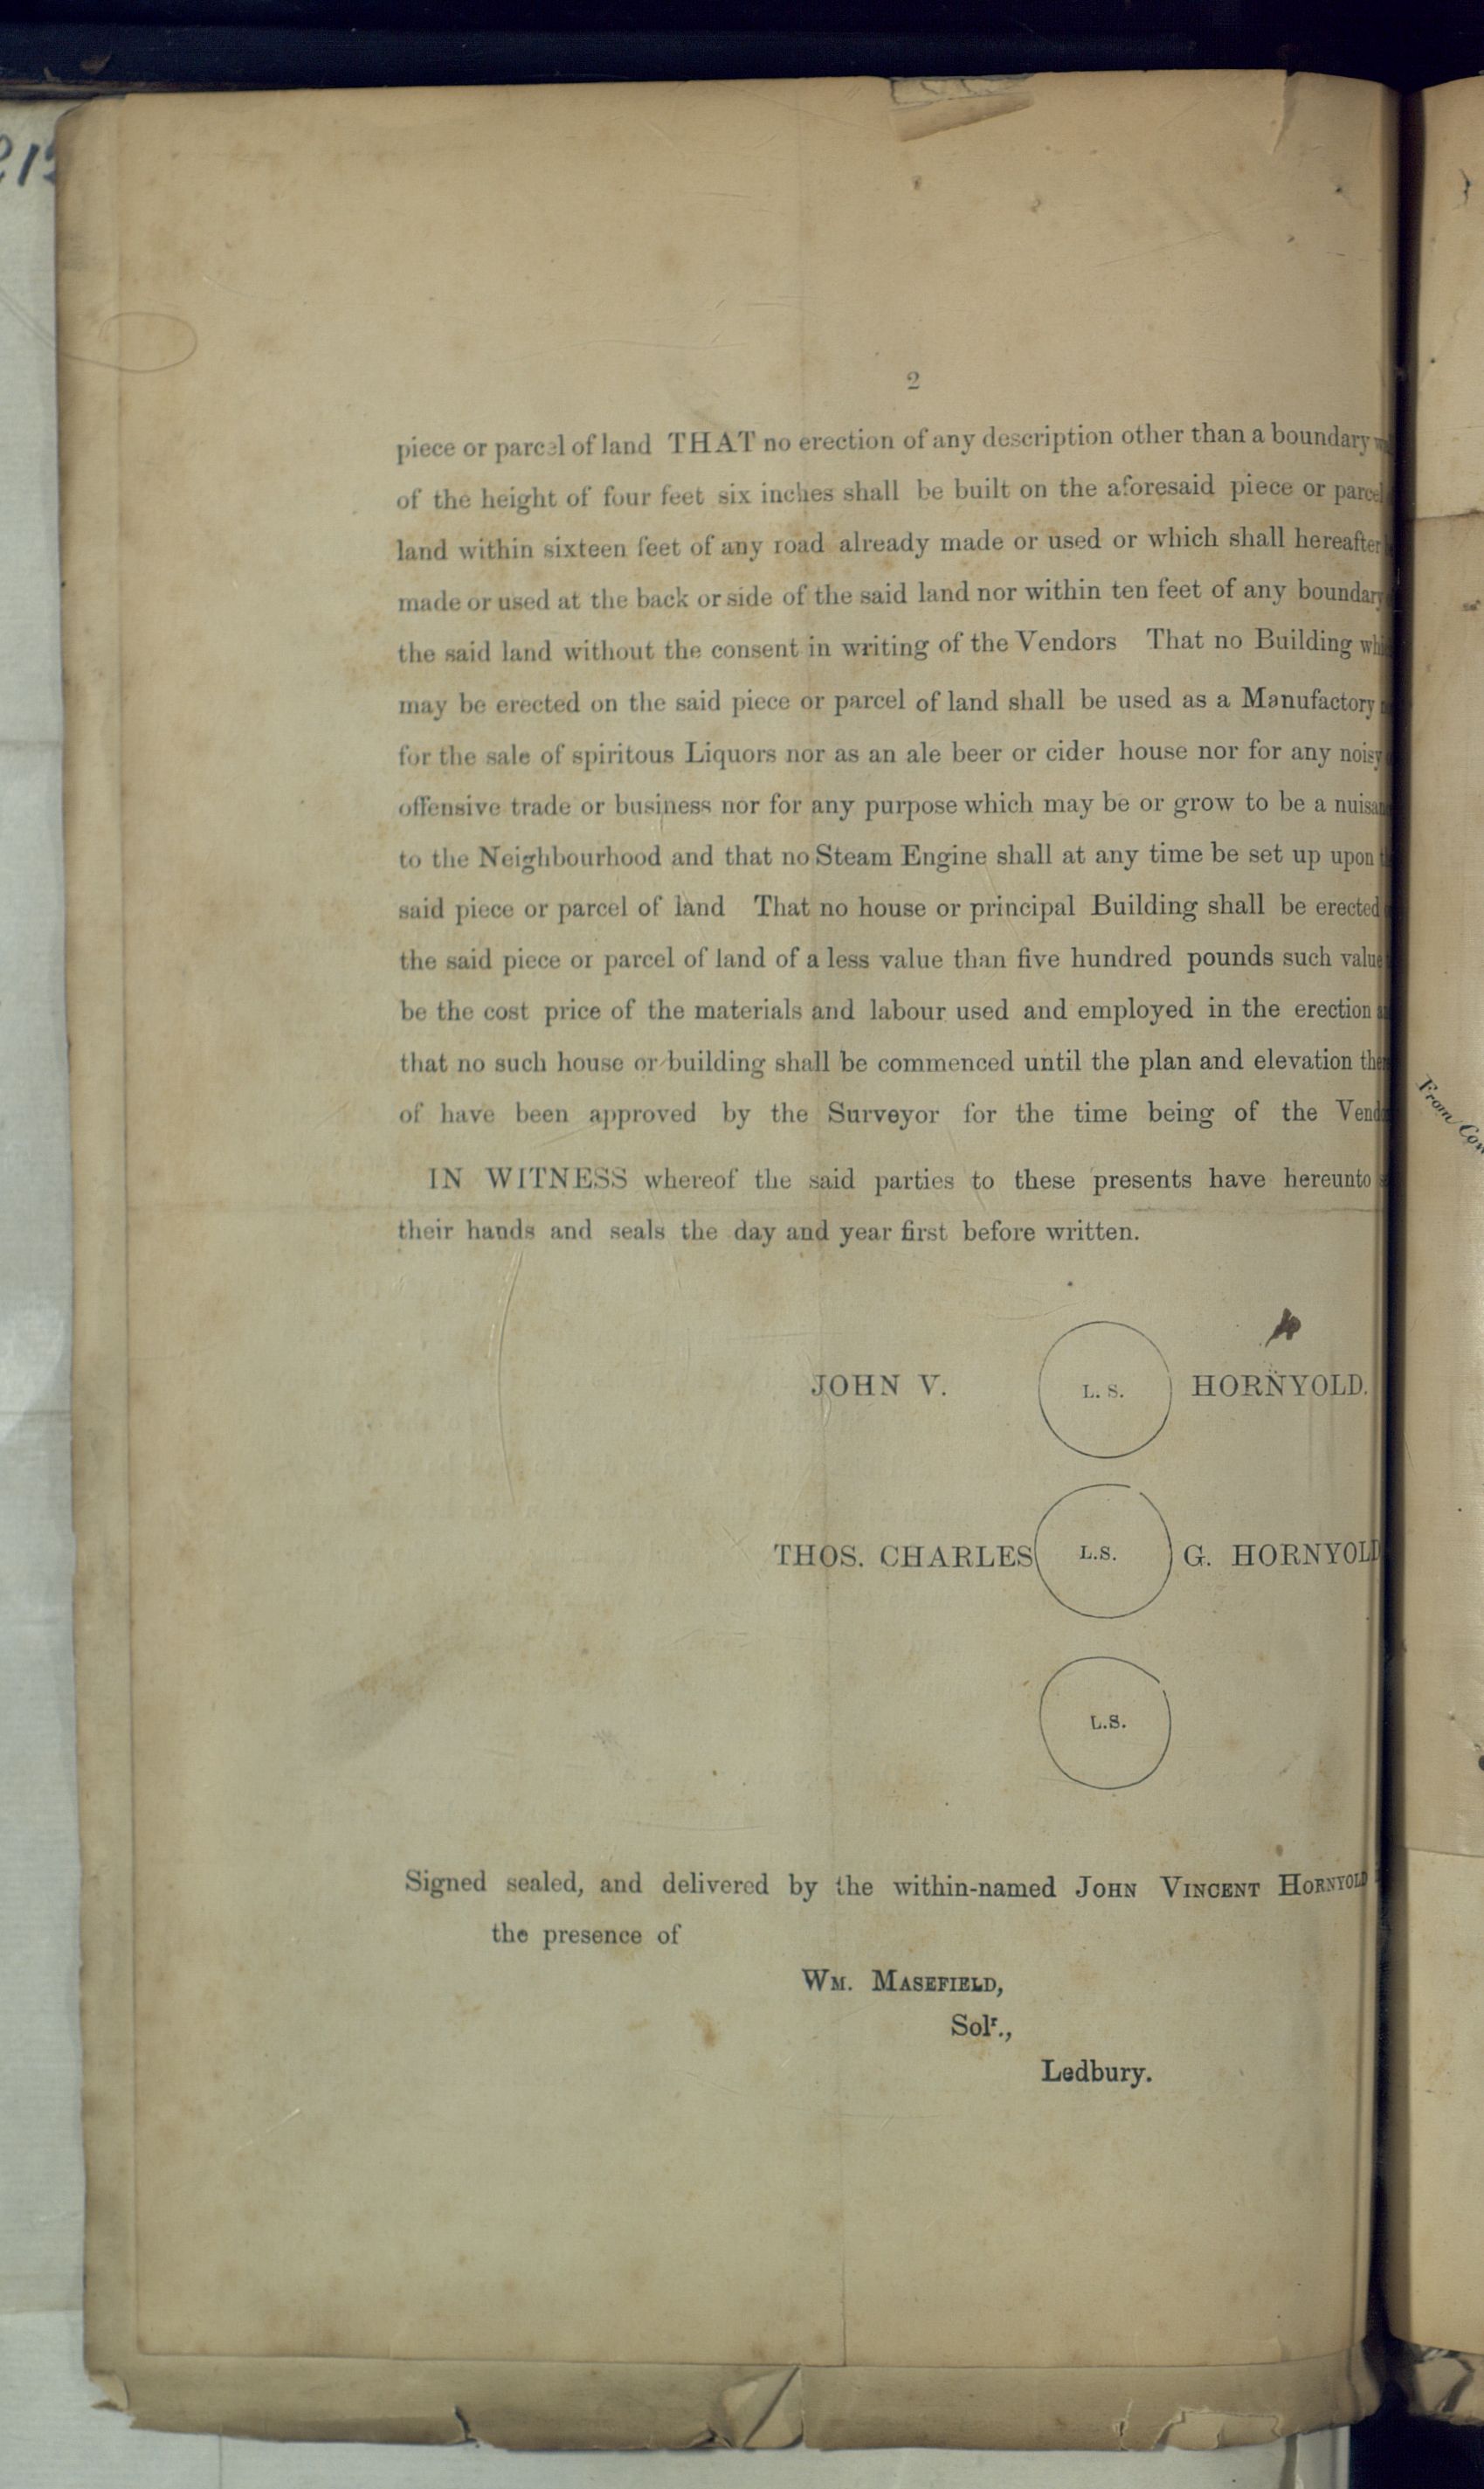 2
piece or parcel of land THAT no erection of any description other than a boundary
of the height of four feet six inches shall be built on the aforesaid piece or parcel
land within sixteen feet of any road already made or used or which shall hereafter
made or used at the back or side of the said land nor within ten feet of any boundary
the said land without the consent in writing of the Vendors That no Building
may be erected on the said piece or parcel of land shall be used as a Manufactory
for the sale of spiritous Liquors nor as an ale beer or cider house nor for any noisy
offensive trade or business nor for any purpose which may be or grow to be a
to the Neighbourhood and that no Steam Engine shall at any time be set up upon
said piece or parcel of land That no house or principal Building shall be erected
the said piece or parcel of land of a less value than five hundred pounds such value
be the cost price of the materials and labour used and employed in the erection
that no such house or building shall be commenced until the plan and elevation
of have been approved by the Surveyor for the time being of the
IN WITNESS whereof the said parties to these presents have hereunto
their hands and seals the day and year first before written.
JOHN V. L. S. HORNYOLD.
THOS. CHARLES L.S. G. HORNYOLD
L.S.
Signed sealed, and delivered by the within-named JOHN VINCENT HORNYOLD
the presence of
WM. MASEFIELD,
Solr.,
Ledbury.
From